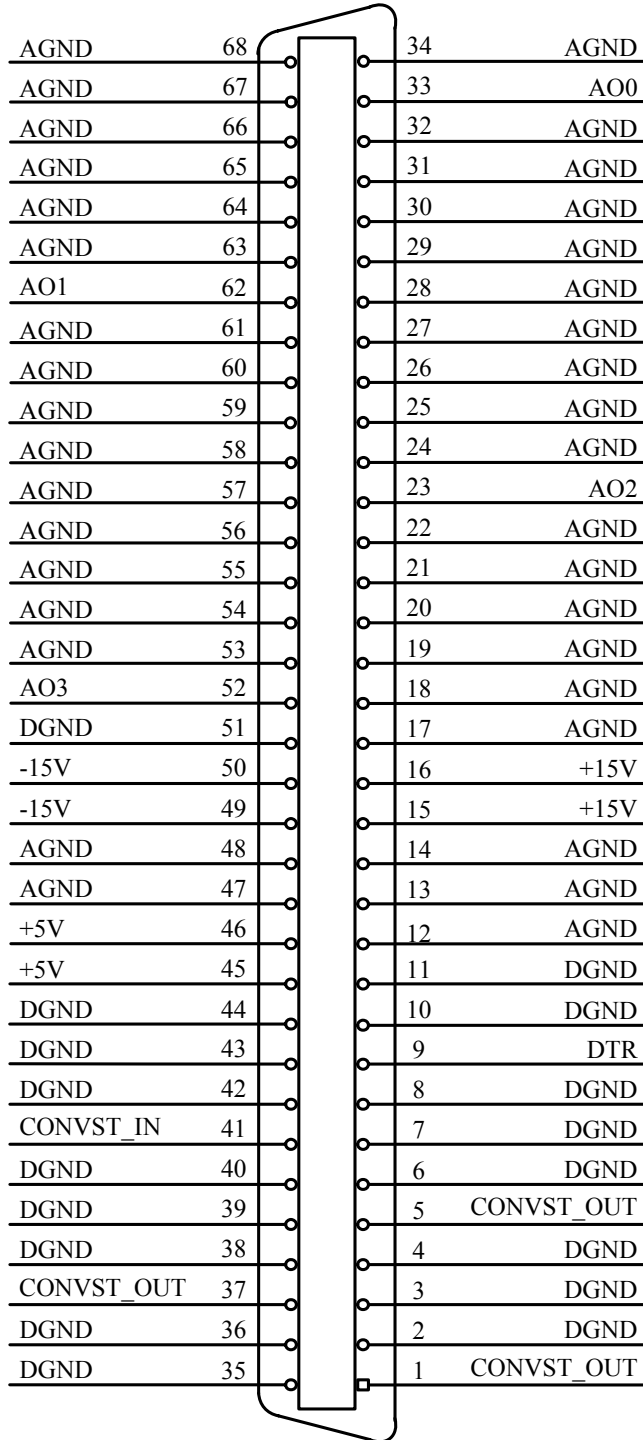 AGND 68 34 AGND
AGND 67 33 AO0
AGND 66 32 AGND
AGND 65 31 AGND
AGND 64 30 AGND
AGND 63 29 AGND
AO1 62 28 AGND
AGND 61 27 AGND
AGND 60 26 AGND
AGND 59 25 AGND
AGND 58 24 AGND
AGND 57 23 AO2
AGND 56 22 AGND
AGND 55 21 AGND
AGND 54 20 AGND
AGND 53 19 AGND
AO3 52 18 AGND
DGND 51 17 AGND
-15V 50 16 +15V
-15V 49 15 +15V
AGND 48 14 AGND
AGND 47 13 AGND
+5V 46 12 AGND
+5V 45 11 DGND
DGND 44 10 DGND
DGND 43 9 DTR
DGND 42 8 DGND
CONVST_IN 41 7 DGND
DGND 40 6 DGND
DGND 39 5 CONVST_OUT
DGND 38 4 DGND
CONVST_OUT 37 3 DGND
DGND 36 2 DGND
DGND 35 1 CONVST_OUT